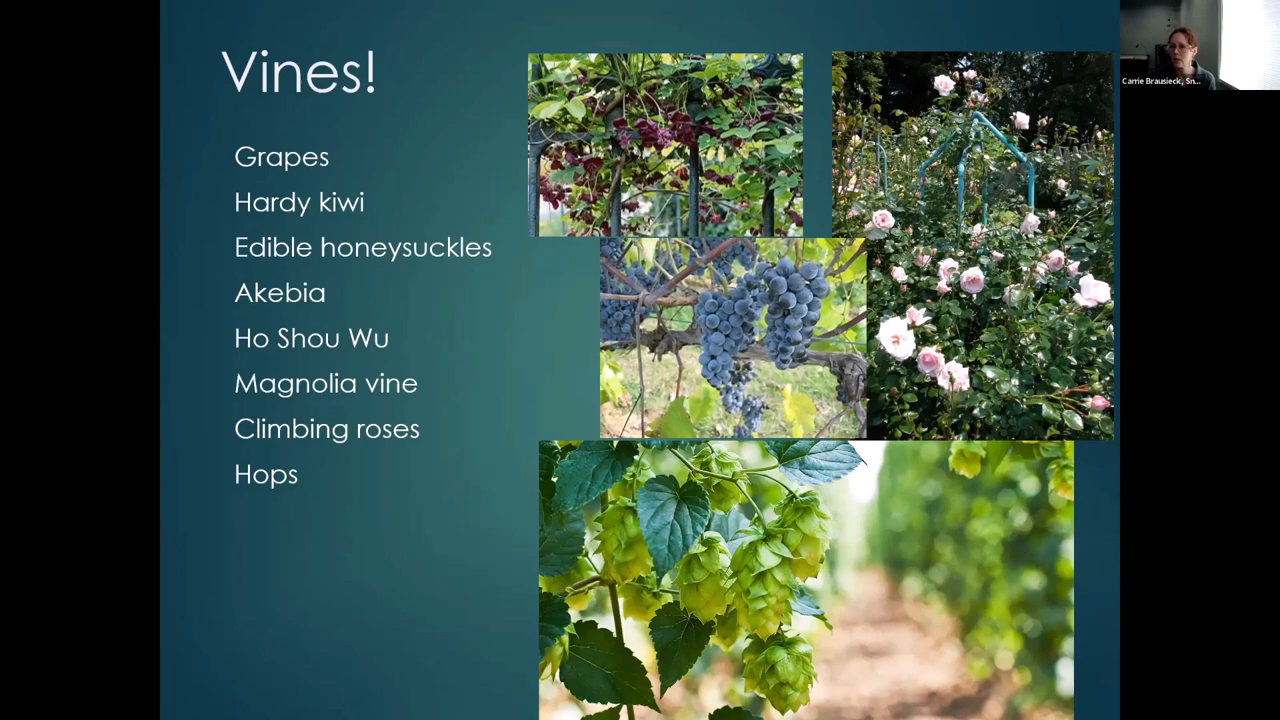 Vines!
Grapes
Hardy kiwi
Edible honeysuckles
Akebia
Ho Shou Wu
Magnolia vine
Climbing roses
Hops
Carrie Brausieck, Sn...